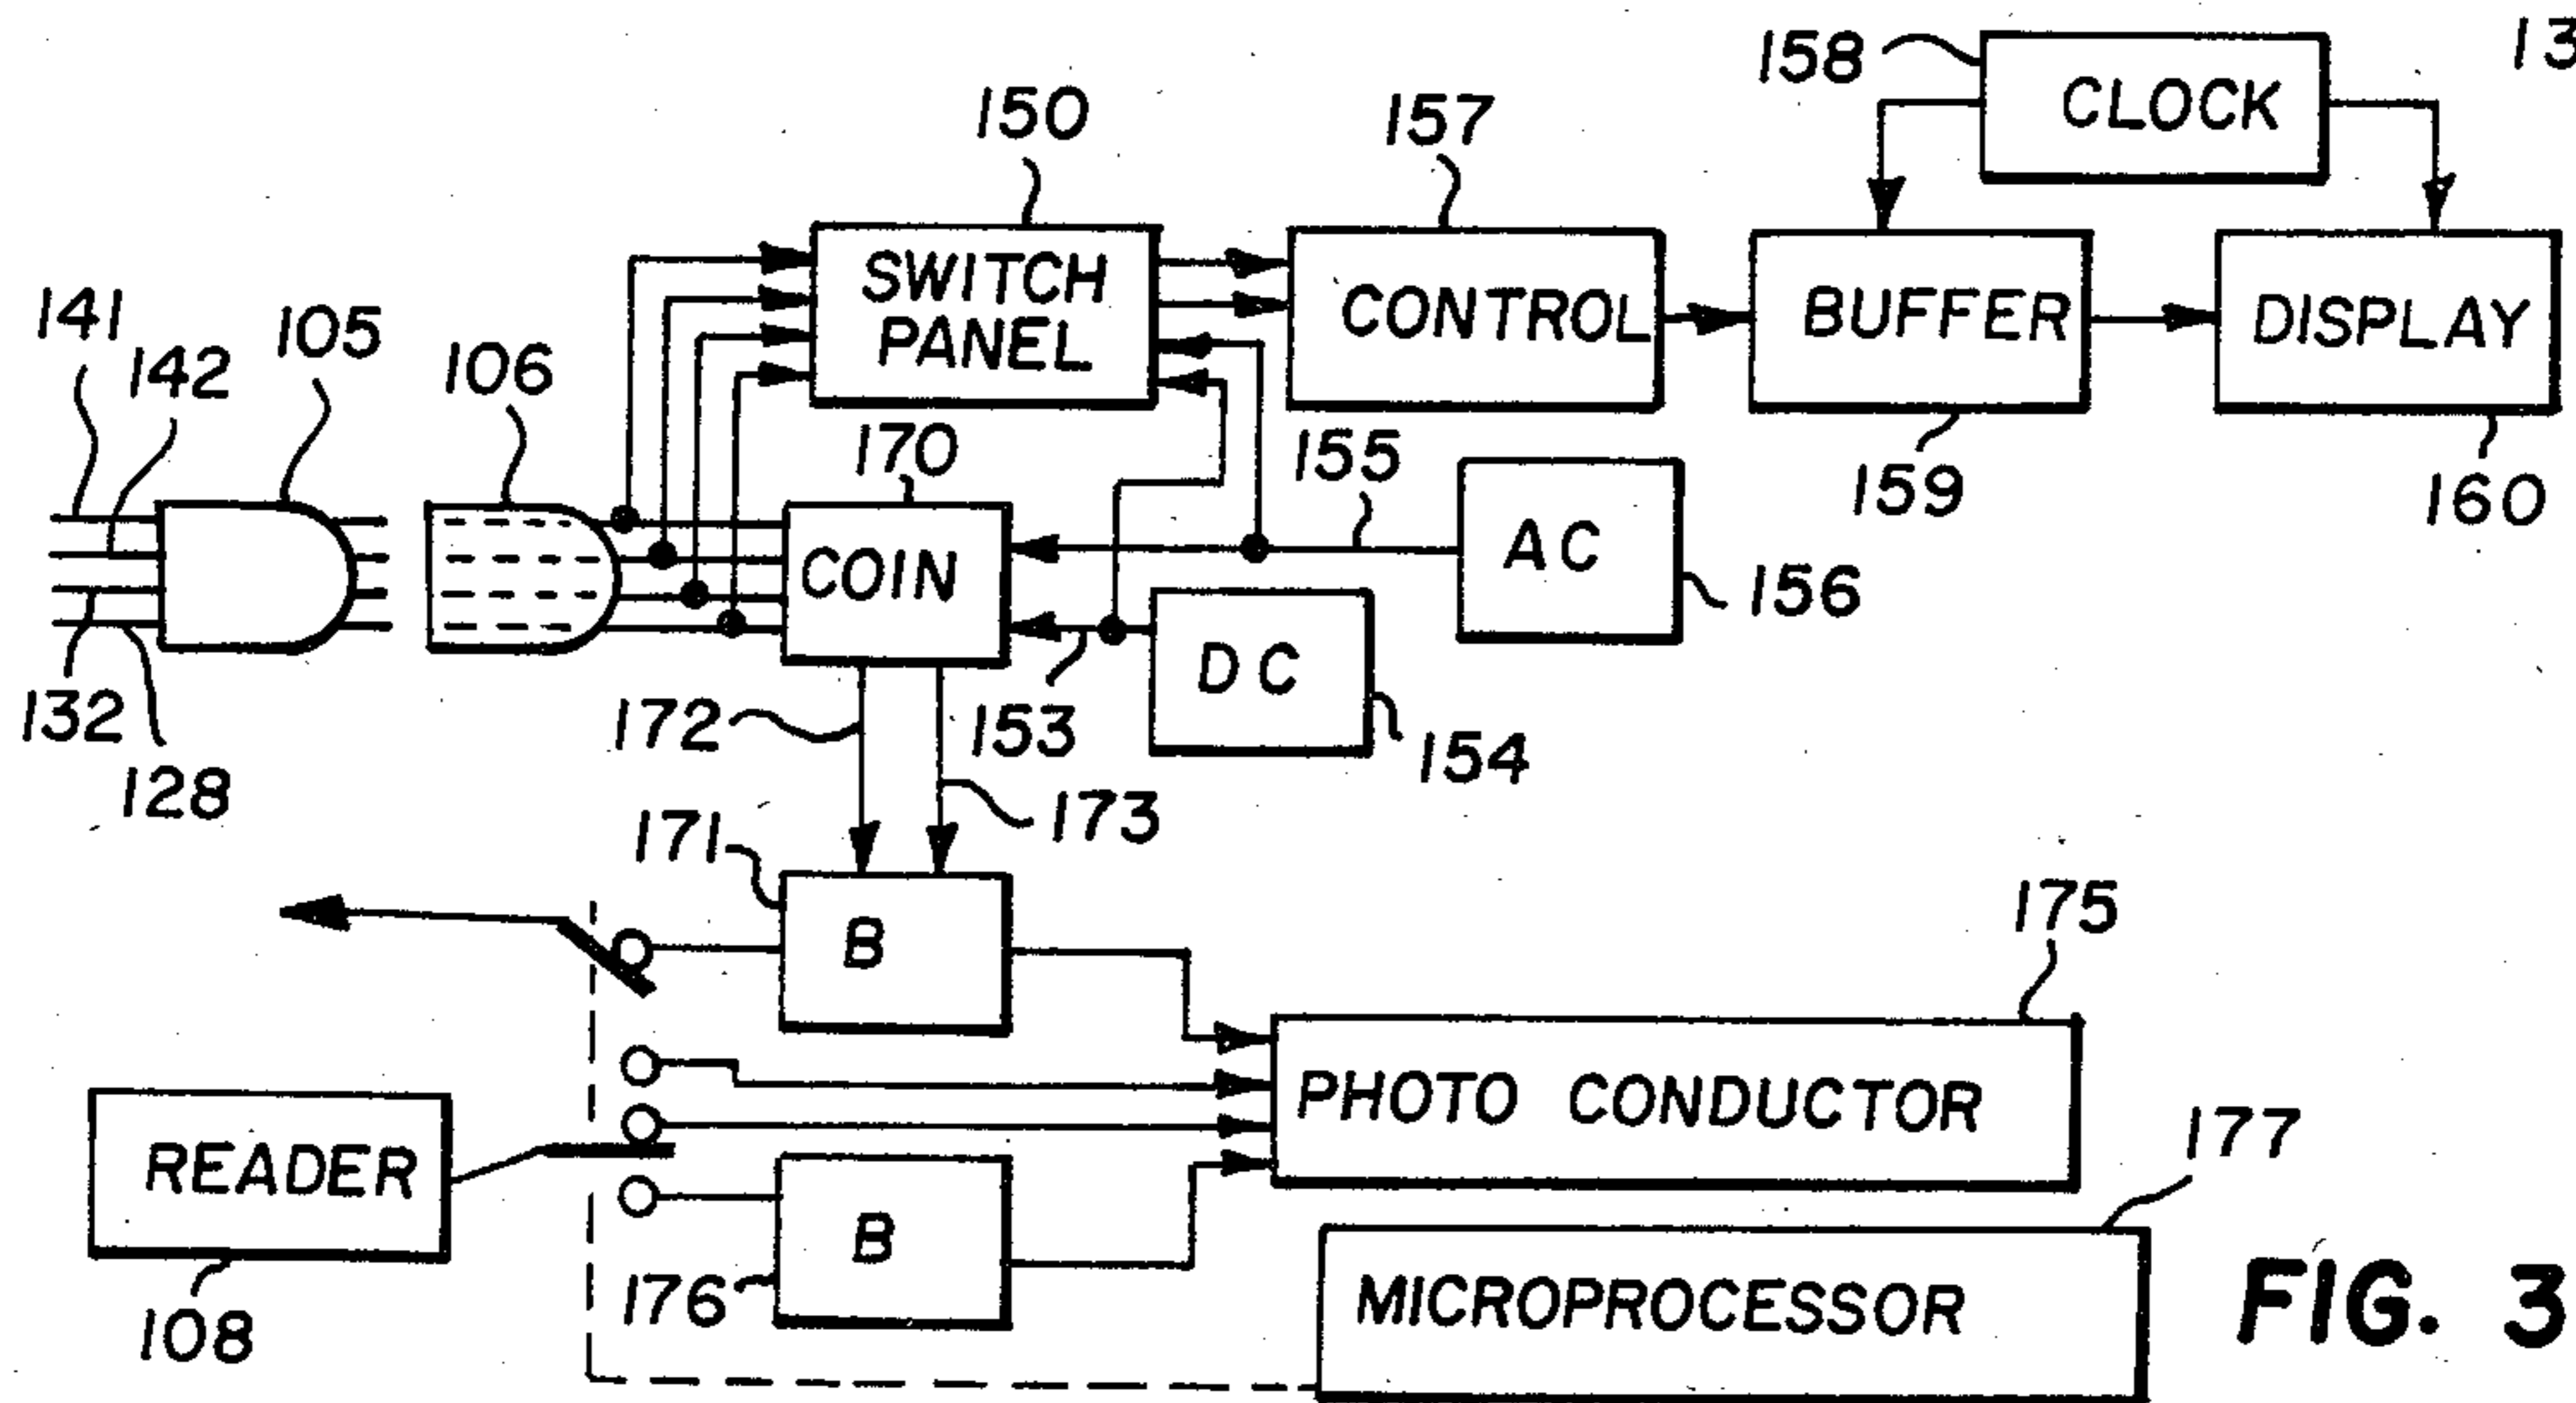 13
158
CLOCK
150
157
141
142
105
106
SWITCH
PANEL
CONTROL
BUFFER
DISPLAY
170
155
159
160
COIN
AC
156
132
128
172
153
DC
154
173
171
B
175
READER
PHOTO CONDUCTOR
177
108
176
B
MICROPROCESSOR
FIG. 3